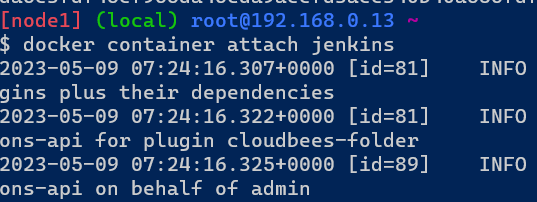 [node1] (local) root@192.168.0.13 ~
$ docker container attach jenkins
2023-05-09 07:24:16.307+0000 [id=81] INFO
gins plus their dependencies
2023-05-09 07:24:16.322+0000 [id=81] INFO
ons-api for plugin cloudbees-folder
2023-05-09 07:24:16.325+0000 [id=89] INFO
ons-api on behalf of admin